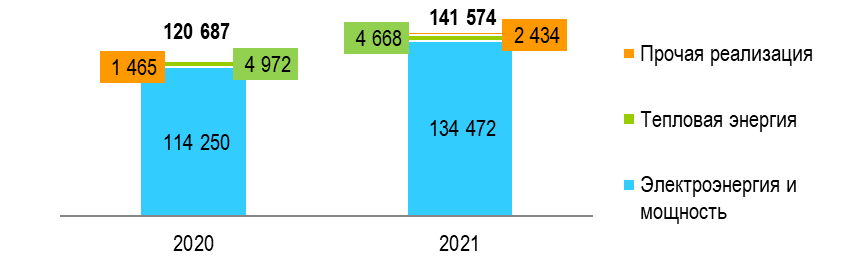 120 687
141 574
1 465
4 972
4 668
2 434
114 250
134 472
2020
2021
Прочая реализация
Тепловая энергия
Электроэнергия и
мощность